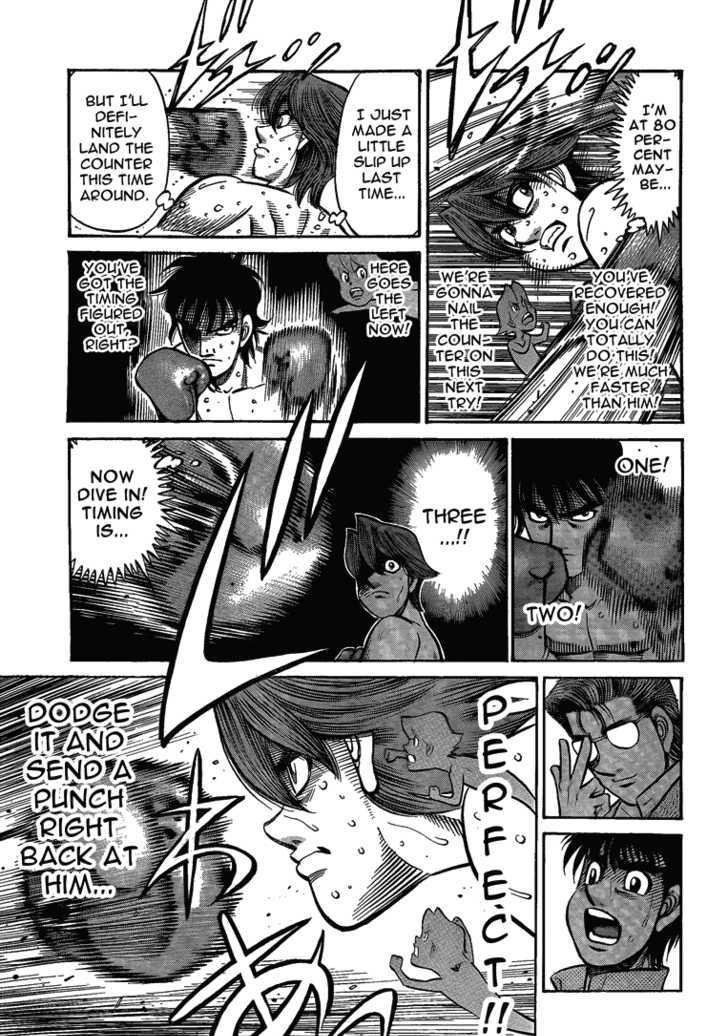 I'M
AT 80
PER-
CENT
MAY-
BE...
YOU'VE
RECOVERED
ENOUGH!
YOU CAN
TOTALLY
DO THIS!
WE'RE MUCH
FASTER
THAN HIM!
WE'RE
GONNA
NAIL
THE
COUN-
TER ON
THIS
NEXT
TRY!
I JUST
MADE A
LITTLE
SLIP UP
LAST
TIME...
BUT I'LL
DEFI-
NITELY
LAND THE
COUNTER
THIS TIME
AROUND.
HERE
GOES
THE
LEFT
NOW!
YOU'VE
GOT THE
TIMING
FIGURED
OUT,
RIGHT?
ONE!
TWO!
THREE
...!!
NOW
DIVE IN!
TIMING
IS...
PERFECT!!
DODGE
IT AND
SEND A
PUNCH
RIGHT
BACK AT
HIM...